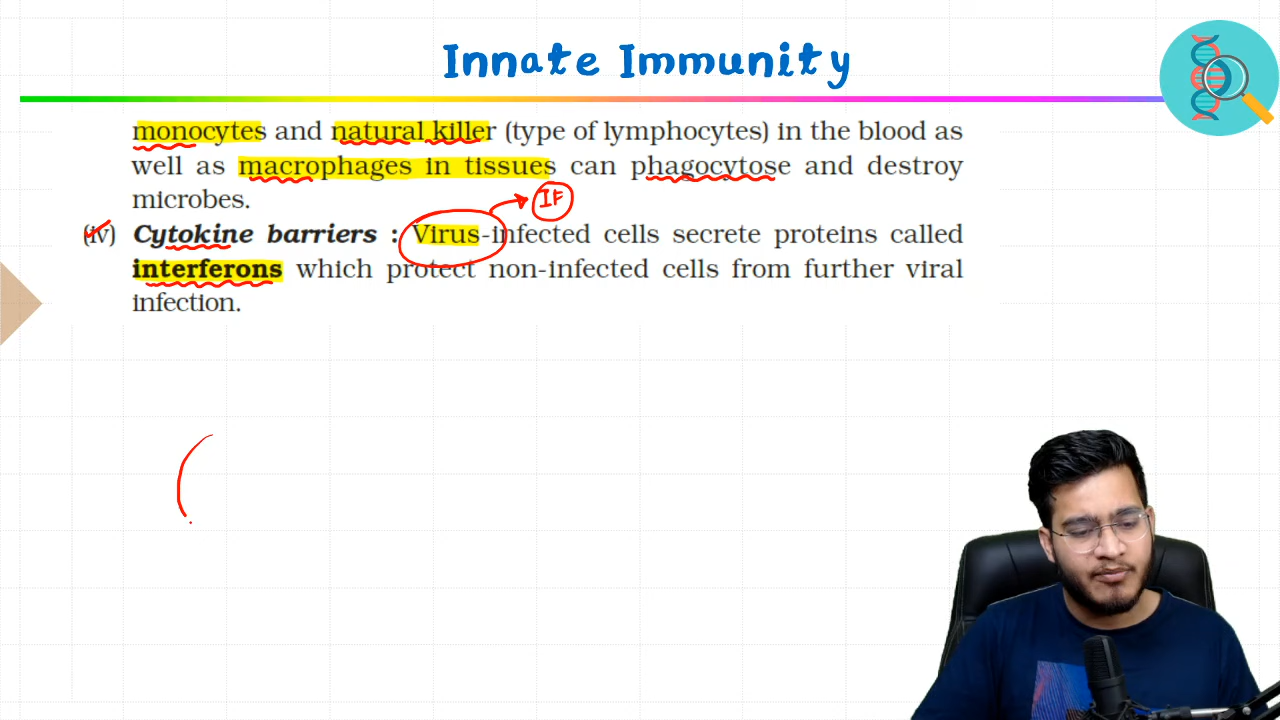 Innate Immunity
monocytes and natural killer (type of lymphocytes) in the blood as
well as macrophages in tissues can phagocytose and destroy
microbes.
IF
(iv) Cytokine barriers : Virus-infected cells secrete proteins called
interferons which protect non-infected cells from further viral
infection.